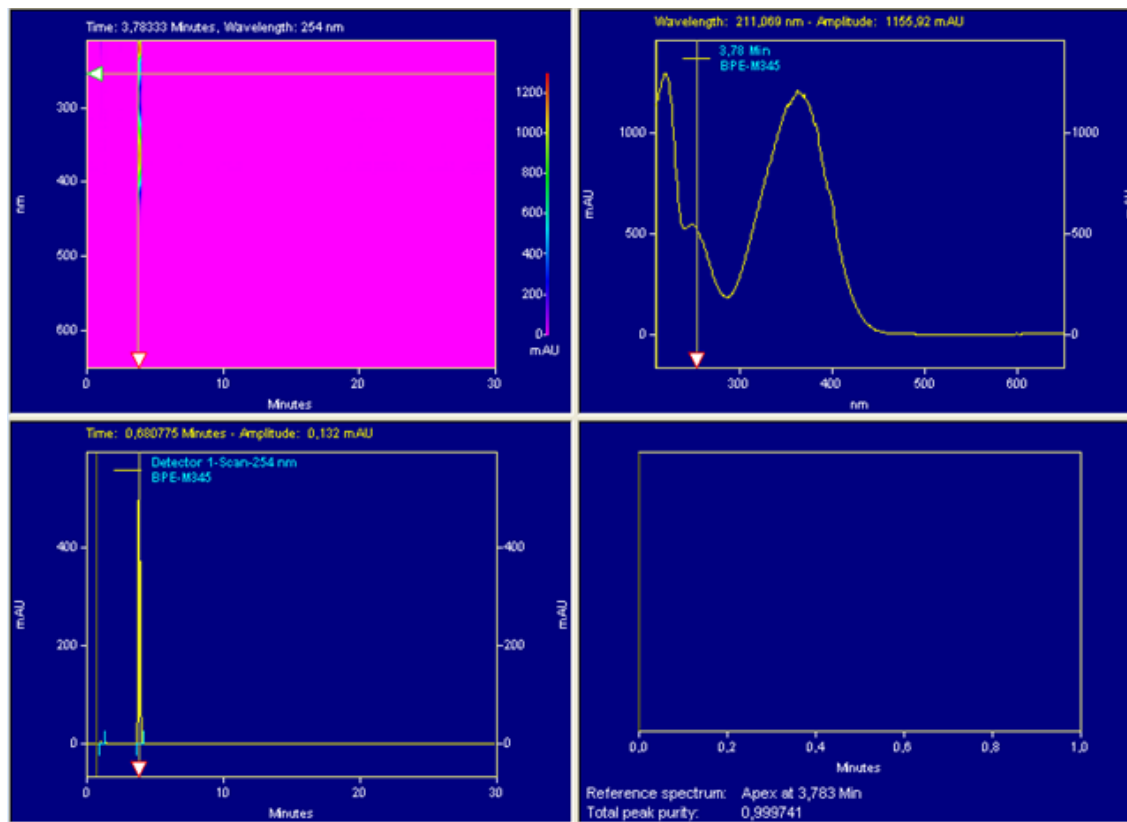 Time: 3,78333 Minutes, Wavelength: 254 nm
300
400
500
600
nm
0
10
20
30
Minutes
1200
1000
800
600
400
200
0
mAU
Wavelength: 211,069 nm - Amplitude: 1155,92 mAU
3,78 Min
BPE-M345
1000
500
0
mAU
1000
500
0
mAU
300
400
500
600
nm
Time: 0,680775 Minutes - Amplitude: 0,132 mAU
Detector 1-Scan-254 nm
BPE-M345
400
200
0
mAU
400
200
0
mAU
0
10
20
30
Minutes
0,0
0,2
0,4
0,6
0,8
1,0
Minutes
Reference spectrum: Apex at 3,783 Min
Total peak purity: 0,999741